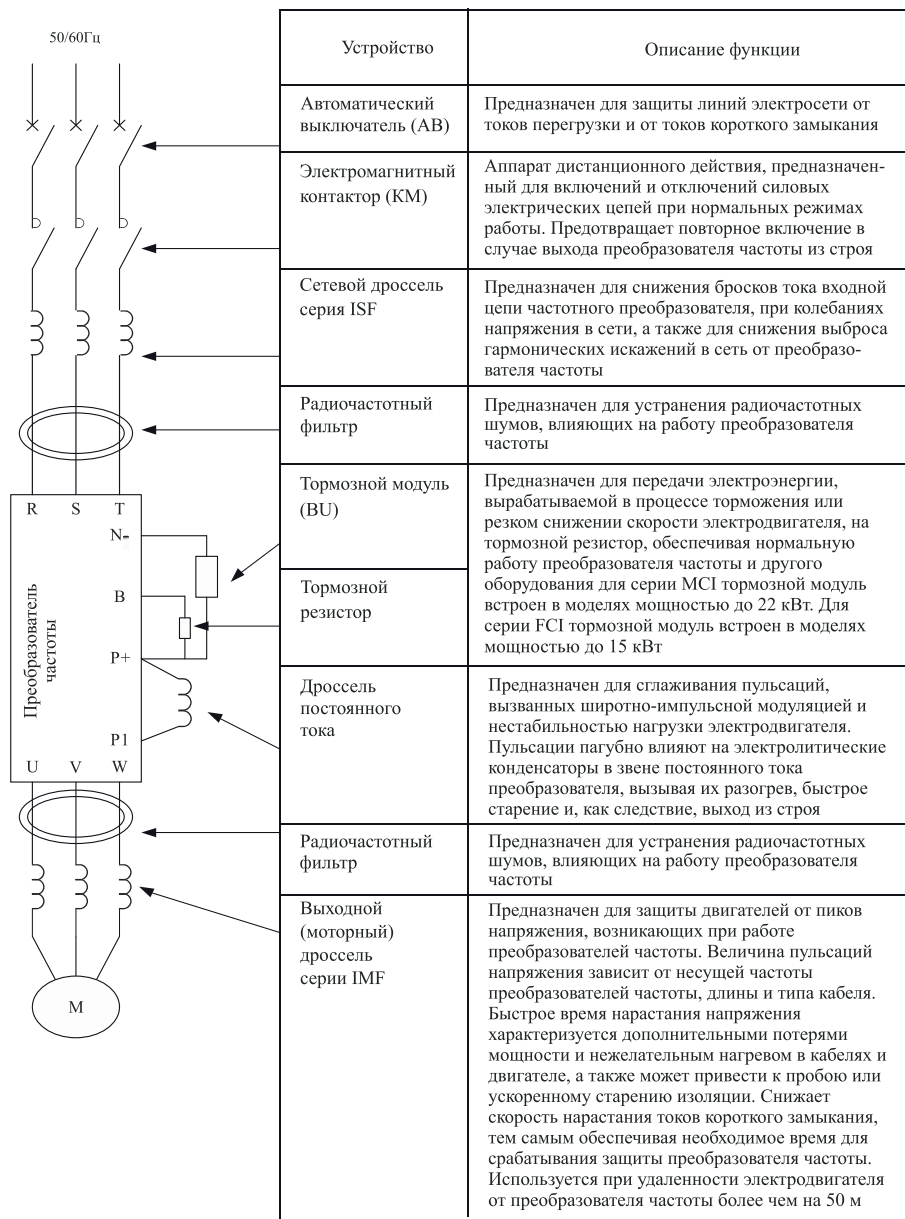 50/60Гц
Устройство
Описание функции
Автоматический
выключатель (АВ)
Предназначен для защиты линий электросети от
токов перегрузки и от токов короткого замыкания
Электромагнитный
контактор (КМ)
Аппарат дистанционного действия, предназначен-
ный для включений и отключений силовых
электрических цепей при нормальных режимах
работы. Предотвращает повторное включение в
случае выхода преобразователя частоты из строя
Сетевой дроссель
серия ISF
Предназначен для снижения бросков тока входной
цепи частотного преобразователя, при колебаниях
напряжения в сети, а также для снижения выброса
гармонических искажений в сеть от преобразо-
вателя частоты
Радиочастотный
фильтр
Предназначен для устранения радиочастотных
шумов, влияющих на работу преобразователя
частоты
Тормозной модуль
(BU)
Тормозной
резистор
Предназначен для передачи электроэнергии,
вырабатываемой в процессе торможения или
резком снижении скорости электродвигателя, на
тормозной резистор, обеспечивая нормальную
работу преобразователя частоты и другого
оборудования для серии MCI тормозной модуль
встроен в моделях мощностью до 22 кВт. Для
серии FCI тормозной модуль встроен в моделях
мощностью до 15 кВт
Дроссель
постоянного
тока
Предназначен для сглаживания пульсаций,
вызванных широтно-импульсной модуляцией и
нестабильностью нагрузки электродвигателя.
Пульсации пагубно влияют на электролитические
конденсаторы в звене постоянного тока
преобразователя, вызывая их разогрев, быстрое
старение и, как следствие, выход из строя
Радиочастотный
фильтр
Предназначен для устранения радиочастотных
шумов, влияющих на работу преобразователя
частоты
Выходной
(моторный)
дроссель
серии IMF
Предназначен для защиты двигателей от пиков
напряжения, возникающих при работе
преобразователей частоты. Величина пульсаций
напряжения зависит от несущей частоты
преобразователей частоты, длины и типа кабеля.
Быстрое время нарастания напряжения
характеризуется дополнительными потерями
мощности и нежелательным нагревом в кабелях и
двигателе, а также может привести к пробою или
ускоренному старению изоляции. Снижает
скорость нарастания токов короткого замыкания,
тем самым обеспечивая необходимое время для
срабатывания защиты преобразователя частоты.
Используется при удаленности электродвигателя
от преобразователя частоты более чем на 50 м
R S T
N-
B
P+
P1
Преобразователь
частоты
U V W
M